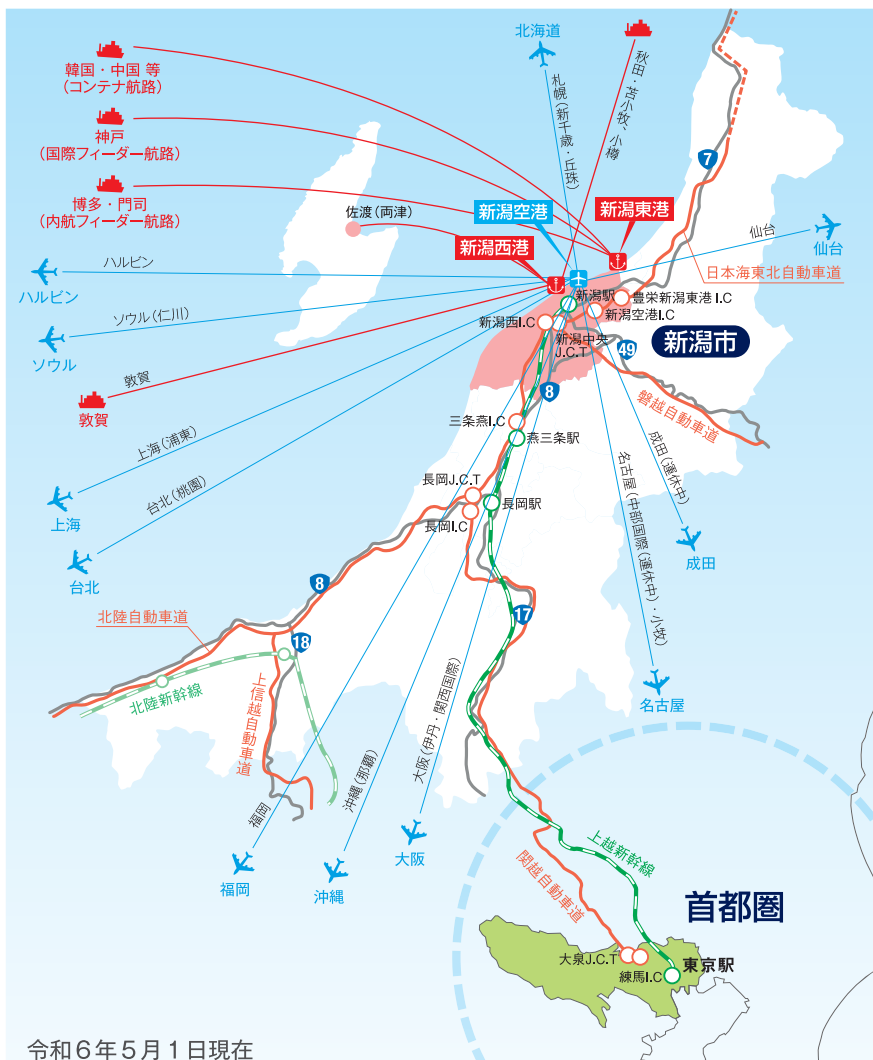 北海道
韓国・中国 等
(コンテナ航路)
秋田・苫小牧、小樽
札幌(新千歳・丘珠)
神戸
(国際フィーダー航路)
7
博多・門司
(内航フィーダー航路)
佐渡(両津)
新潟空港
新潟東港
新潟西港
仙台
仙台
ハルビン
ハルビン
日本海東北自動車道
新潟駅
豊栄新潟東港I.C
新潟空港I.C
ソウル(仁川)
ソウル
新潟西I.C
新潟中央
J.C.T
49
新潟市
8
敦賀
敦賀
磐越自動車道
三条燕I.C
燕三条駅
上海(浦東)
上海
成田(運休中)
成田
名古屋(中部国際(運休中)・小牧)
名古屋
台北(桃園)
台北
長岡J.C.T
長岡駅
長岡I.C
8
17
18
北陸自動車道
北陸新幹線
上信越自動車道
大阪(伊丹・関西国際)
大阪
沖縄(那覇)
沖縄
福岡
福岡
上越新幹線
関越自動車道
首都圏
大泉J.C.T
練馬I.C
東京駅
令和6年5月1日現在